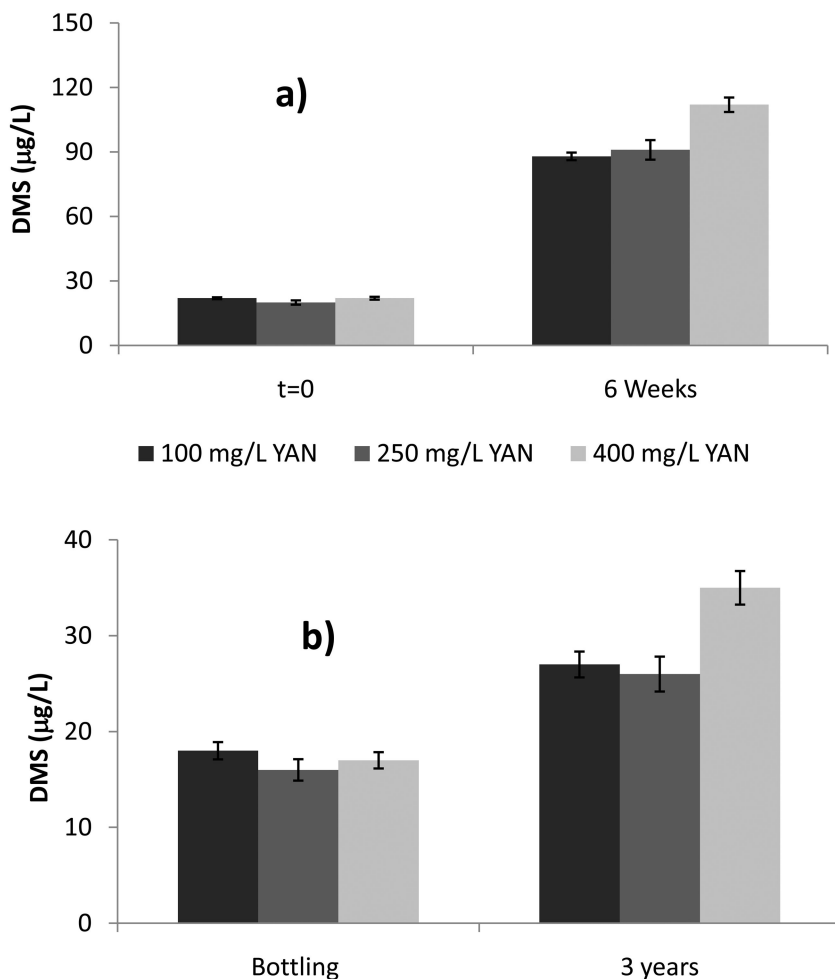 150
120
90
60
30
0
DMS (μg/L)
a)
t=0 6 Weeks
100 mg/L YAN 250 mg/L YAN 400 mg/L YAN
40
30
20
10
0
DMS (μg/L)
b)
Bottling 3 years